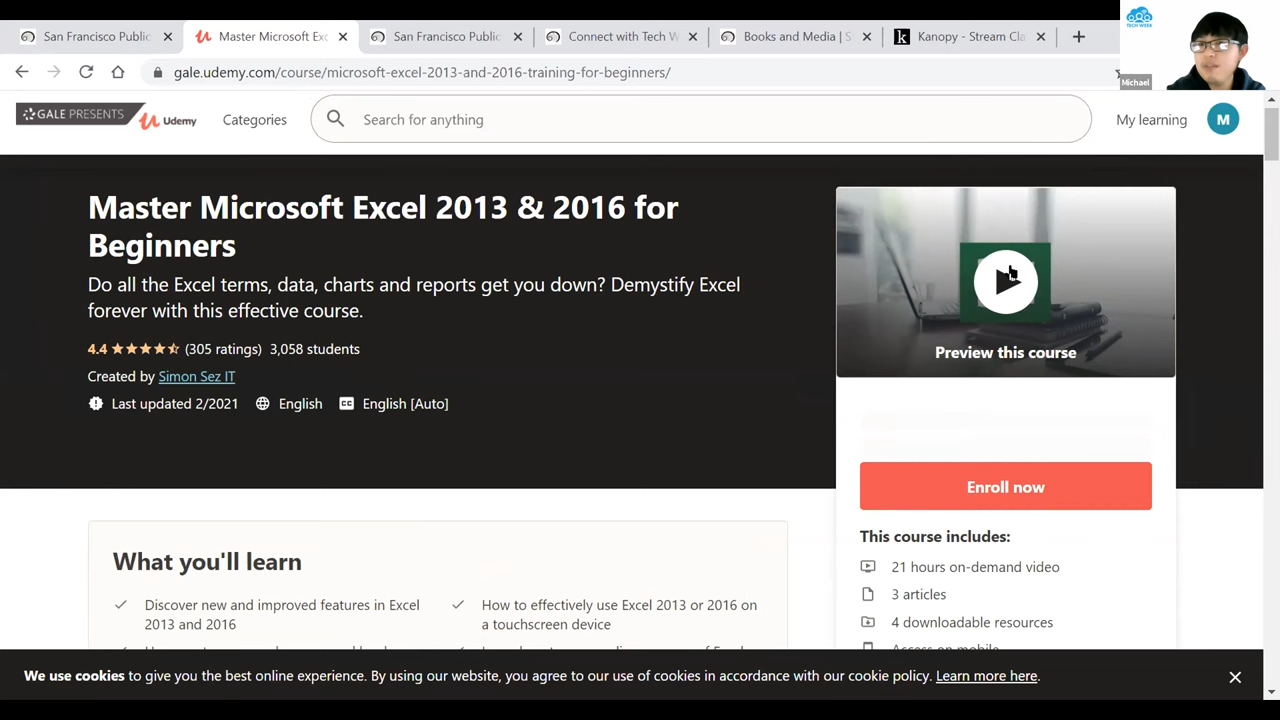 San Francisco Public
Master Microsoft Exc
San Francisco Public
Connect with Tech W
Books and Media | S
Kanopy - Stream Cla
TECH WEEK
Michael
gale.udemy.com/course/microsoft-excel-2013-and-2016-training-for-beginners/
GALE PRESENTS
Udemy
Categories
Search for anything
My learning
M
Master Microsoft Excel 2013 & 2016 for
Beginners
Do all the Excel terms, data, charts and reports get you down? Demystify Excel
forever with this effective course.
4.4 (305 ratings) 3,058 students
Created by Simon Sez IT
Last updated 2/2021 English English [Auto]
Preview this course
Enroll now
This course includes:
21 hours on-demand video
3 articles
4 downloadable resources
Access on mobile
What you'll learn
Discover new and improved features in Excel
2013 and 2016
How to effectively use Excel 2013 or 2016 on
a touchscreen device
We use cookies to give you the best online experience. By using our website, you agree to our use of cookies in accordance with our cookie policy. Learn more here.